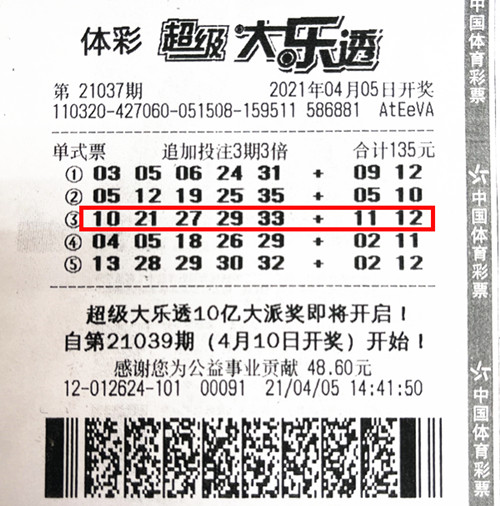 体彩 超级大乐透
第 21037期 2021年04月05日开奖
110320-427060-051508-159511 586881 AtEeVA
单式票 追加投注3期3倍 合计135元
① 03 05 06 24 31 + 09 12
② 05 12 19 25 35 + 05 10
③ 10 21 27 29 33 + 11 12
④ 04 05 18 26 29 + 02 11
⑤ 13 28 29 30 32 + 02 12
超级大乐透10亿大派奖即将开启！
自第21039期（4月10日开奖）开始！
感谢您为公益事业贡献 48.60元
12-012624-101 00091 21/04/05 14:41:50
中国体育彩票
中国体育彩票
中国体育彩票